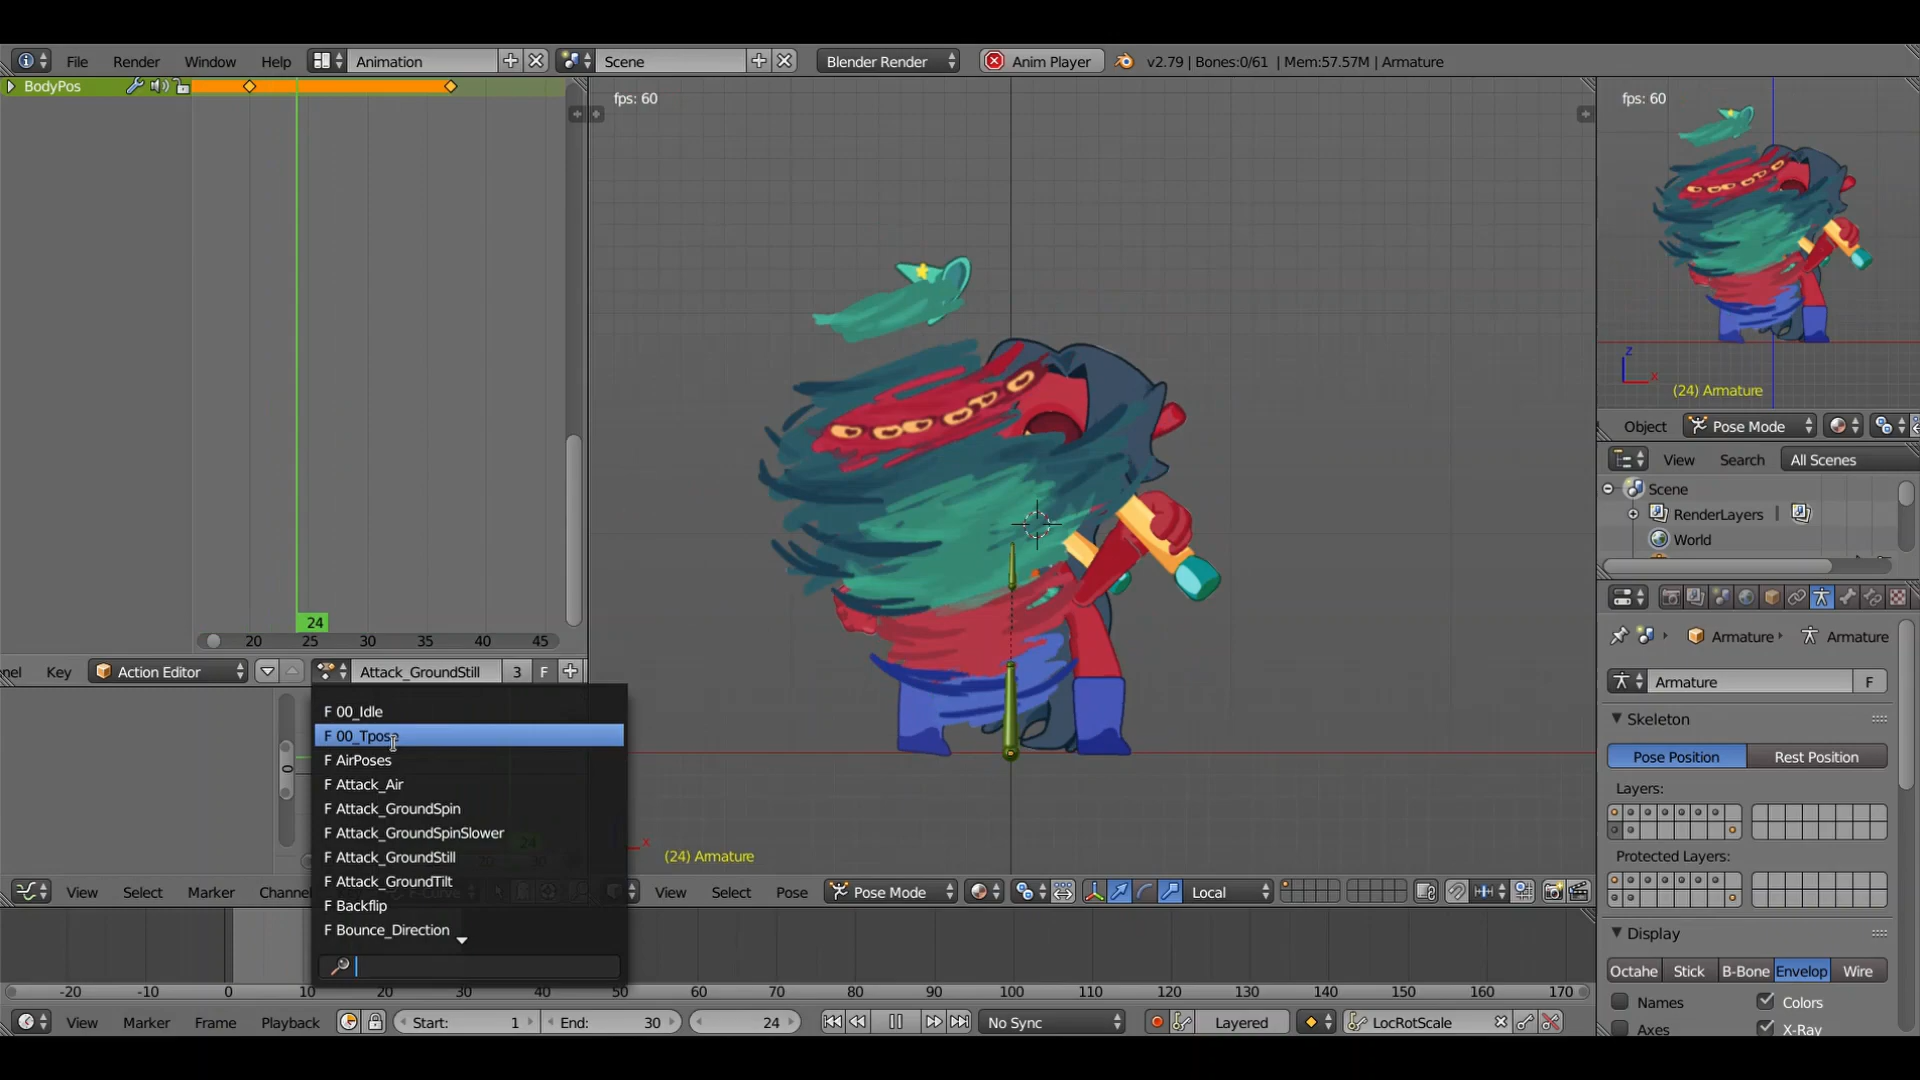 File Render Window Help Animation Scene Blender Render Anim Player v2.79 | Bones:0/61 | Mem:57.57M | Armature
BodyPos
fps: 60
fps: 60
z
x
(24) Armature
Object Pose Mode
View Search All Scenes
Scene
RenderLayers
World
Armature Armature
Armature F
Skeleton
Pose Position Rest Position
Layers:
Protected Layers:
Display
Octahe Stick B-Bone Envelop Wire
Names Colors
Axes X-Ray
24
20 25 30 35 40 45
nel Key Action Editor Attack_GroundStill 3 F
F 00_Idle
F 00_Tpose
F AirPoses
F Attack_Air
F Attack_GroundSpin
F Attack_GroundSpinSlower
F Attack_GroundStill
F Attack_GroundTilt
F Backflip
F Bounce_Direction
0
x
(24) Armature
View Select Marker Channel
View Select Pose Pose Mode Local
-20 -10 0 10 20 30 40 50 60 70 80 90 100 110 120 130 140 150 160 170
View Marker Frame Playback Start: 1 End: 30 24 No Sync Layered LocRotScale